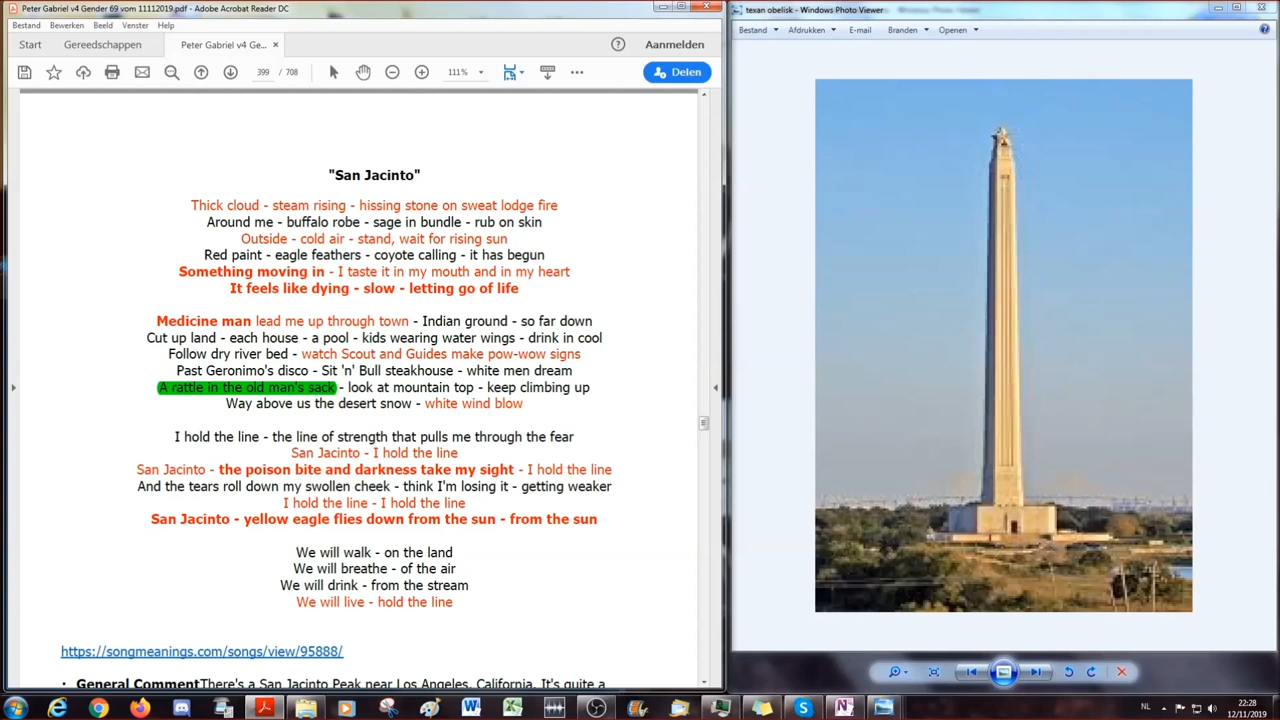 Peter Gabriel v4 Gender 69 vom 11112019.pdf - Adobe Acrobat Reader DC
Bestand Bewerken Beeld Venster Help
Start Gereedschappen Peter Gabriel v4 Ge... × Aanmelden
399 / 708 111% Delen
"San Jacinto"
Thick cloud - steam rising - hissing stone on sweat lodge fire
Around me - buffalo robe - sage in bundle - rub on skin
Outside - cold air - stand, wait for rising sun
Red paint - eagle feathers - coyote calling - it has begun
Something moving in - I taste it in my mouth and in my heart
It feels like dying - slow - letting go of life
Medicine man lead me up through town - Indian ground - so far down
Cut up land - each house - a pool - kids wearing water wings - drink in cool
Follow dry river bed - watch Scout and Guides make pow-wow signs
Past Geronimo's disco - Sit 'n' Bull steakhouse - white men dream
A rattle in the old man's sack - look at mountain top - keep climbing up
Way above us the desert snow - white wind blow
I hold the line - the line of strength that pulls me through the fear
San Jacinto - I hold the line
San Jacinto - the poison bite and darkness take my sight - I hold the line
And the tears roll down my swollen cheek - think I'm losing it - getting weaker
I hold the line - I hold the line
San Jacinto - yellow eagle flies down from the sun - from the sun
We will walk - on the land
We will breathe - of the air
We will drink - from the stream
We will live - hold the line
https://songmeanings.com/songs/view/95888/
· General CommentThere's a San Jacinto Peak near Los Angeles, California. It's quite a
texan obelisk - Windows Photo Viewer
Bestand Afdrukken E-mail Branden Openen
NL 22:28
12/11/2019